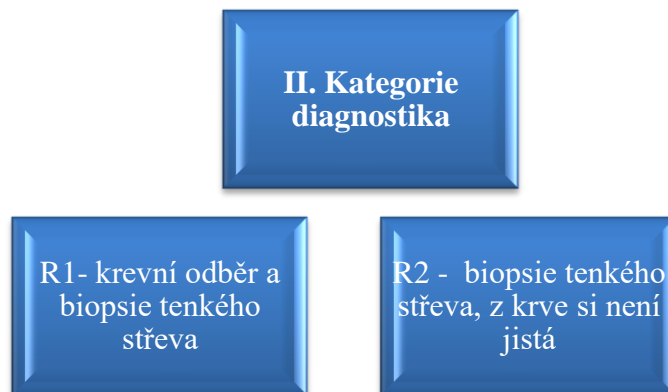 II. Kategorie
diagnostika
R1- krevní odběr a
biopsie tenkého
střeva
R2 -  biopsie tenkého
střeva, z krve si není
jistá